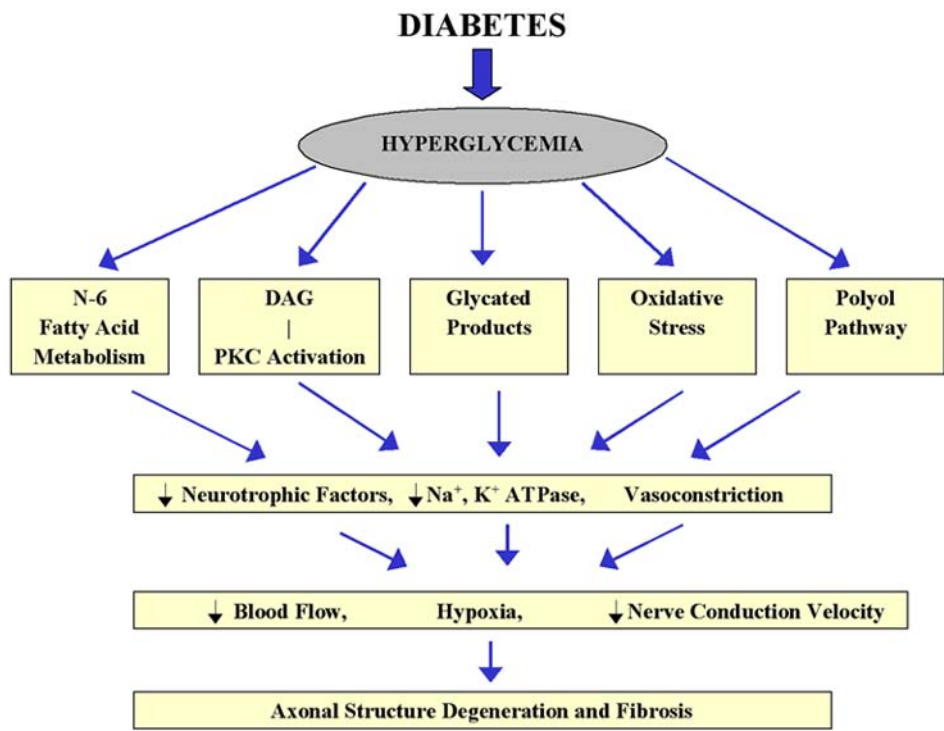 DIABETES
HYPERGLYCEMIA
N-6
Fatty Acid
Metabolism
DAG
|
PKC Activation
Glycated
Products
Oxidative
Stress
Polyol
Pathway
↓ Neurotrophic Factors, ↓ Na⁺, K⁺ ATPase, Vasoconstriction
↓ Blood Flow, Hypoxia, ↓ Nerve Conduction Velocity
Axonal Structure Degeneration and Fibrosis